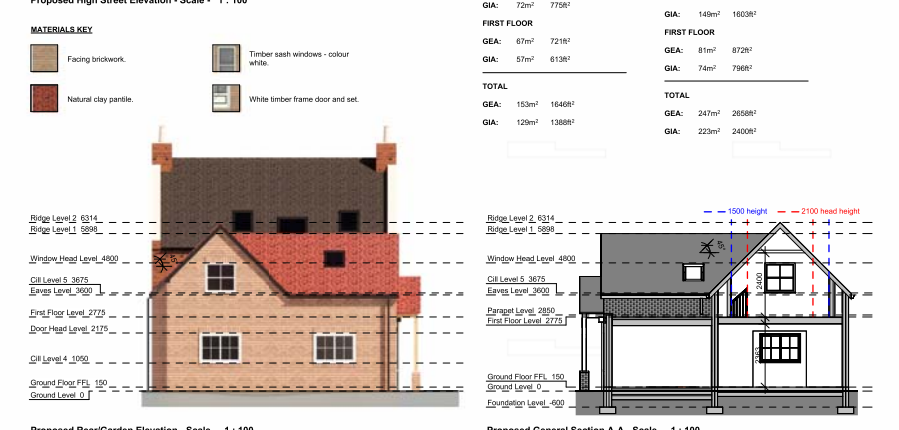 Proposed High Street Elevation - Scale - 1 : 100
MATERIALS KEY
Facing brickwork.
Timber sash windows - colour
white.
Natural clay pantile.
White timber frame door and set.
GIA: 72m² 775ft²
FIRST FLOOR
GEA: 67m² 721ft²
GIA: 57m² 613ft²
TOTAL
GEA: 153m² 1646ft²
GIA: 129m² 1388ft²
GIA: 149m² 1603ft²
FIRST FLOOR
GEA: 81m² 872ft²
GIA: 74m² 796ft²
TOTAL
GEA: 247m² 2658ft²
GIA: 223m² 2400ft²
Ridge Level 2 6314
Ridge Level 1 5898
Window Head Level 4800
Cill Level 5 3675
Eaves Level 3600
First Floor Level 2775
Door Head Level 2175
Cill Level 4 1050
Ground Floor FFL 150
Ground Level 0
45°
1500 height
2100 head height
Ridge Level 2 6314
Ridge Level 1 5898
Window Head Level 4800
Cill Level 5 3675
Eaves Level 3600
Parapet Level 2850
First Floor Level 2775
Ground Floor FFL 150
Ground Level 0
Foundation Level -600
45°
2400
Proposed Rear/Garden Elevation - Scale - 1 : 100
Proposed General Section A-A - Scale - 1 : 100